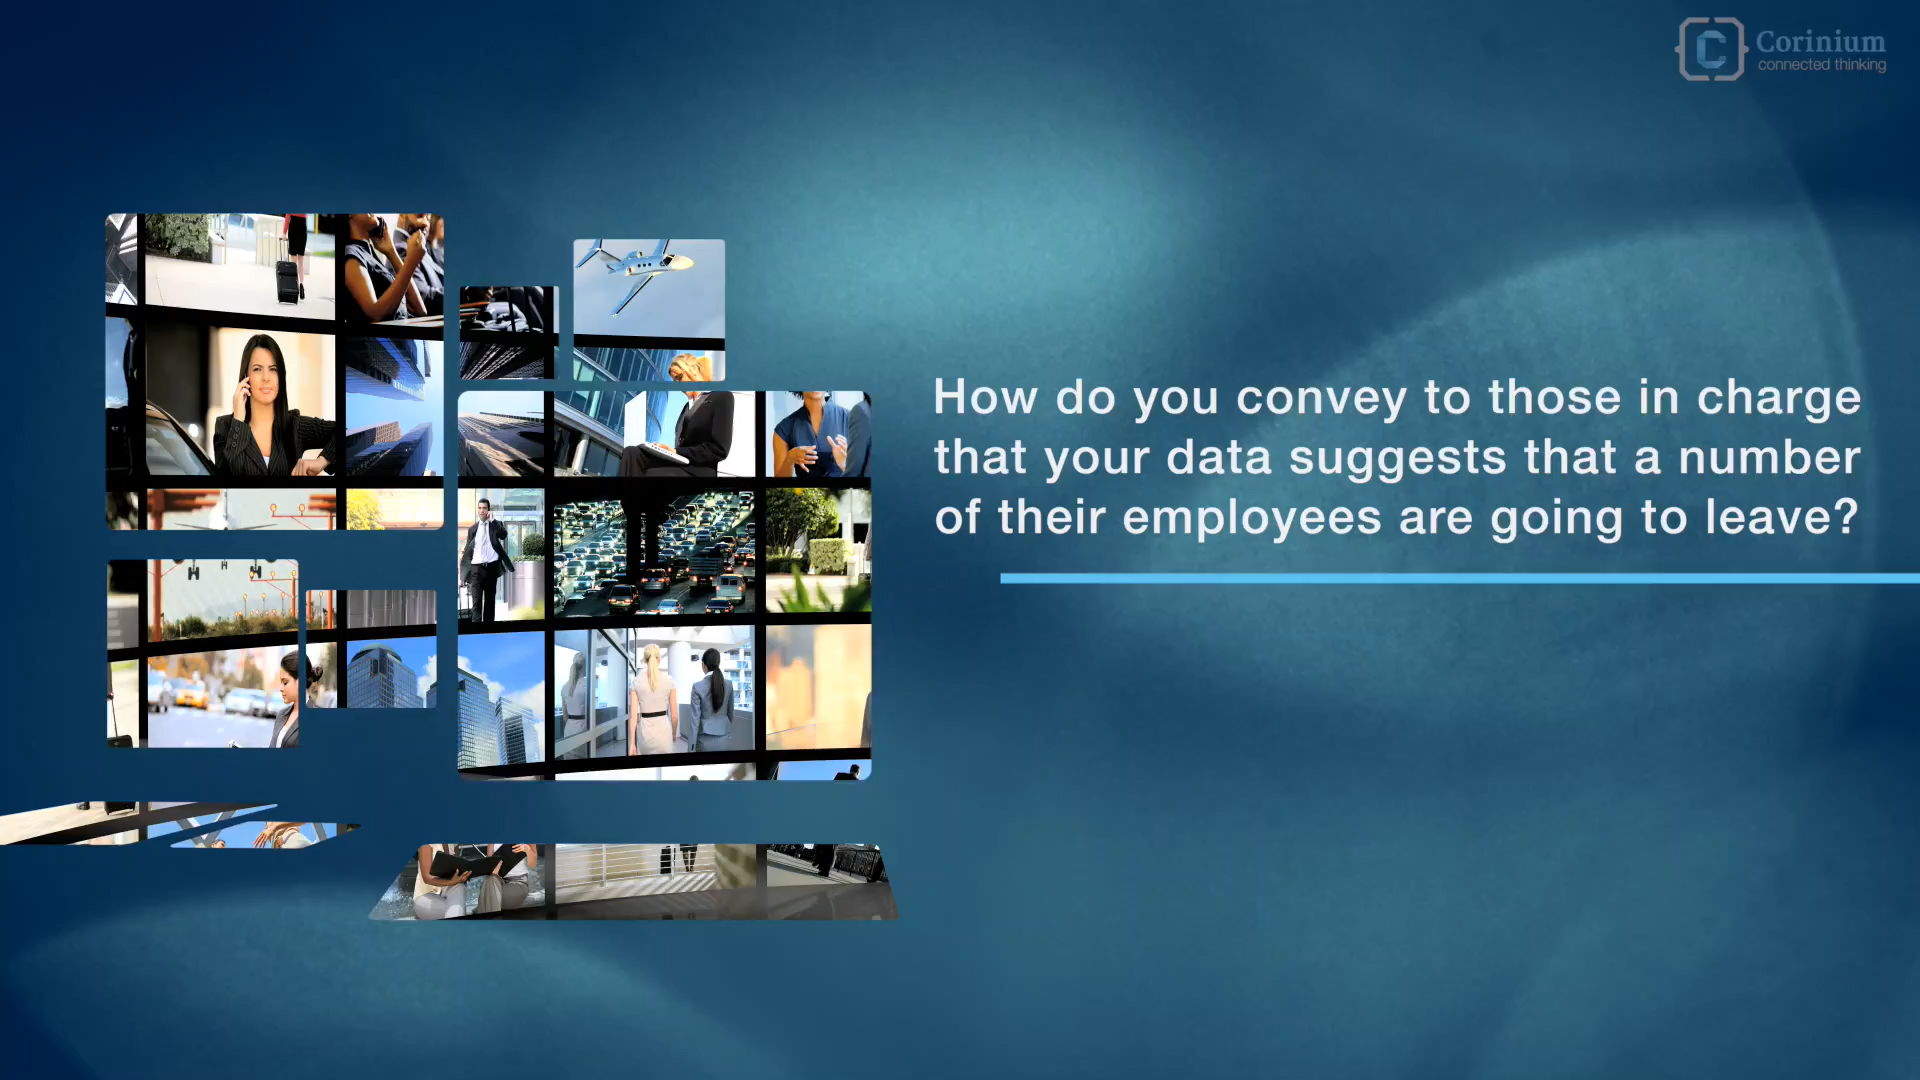 Corinium
connected thinking
How do you convey to those in charge
that your data suggests that a number
of their employees are going to leave?